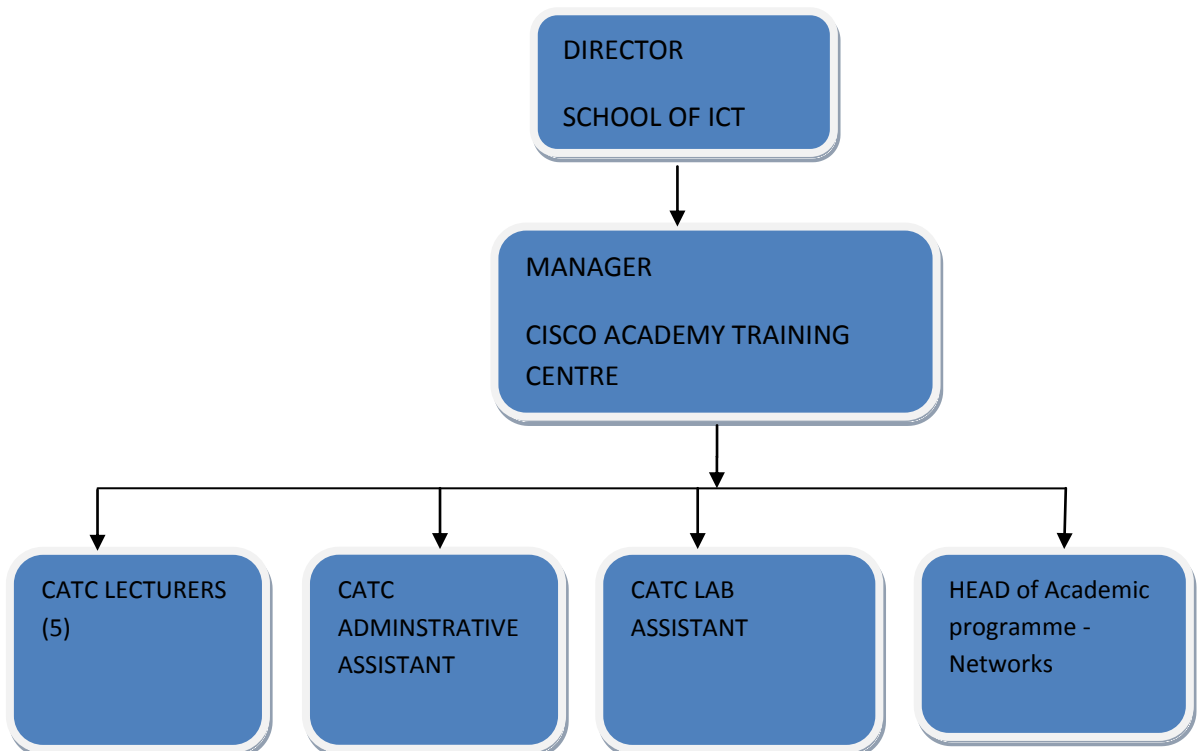 DIRECTOR
SCHOOL OF ICT
MANAGER
CISCO ACADEMY TRAINING
CENTRE
CATC LECTURERS
(5)
CATC
ADMINSTRATIVE
ASSISTANT
CATC LAB
ASSISTANT
HEAD of Academic
programme -
Networks